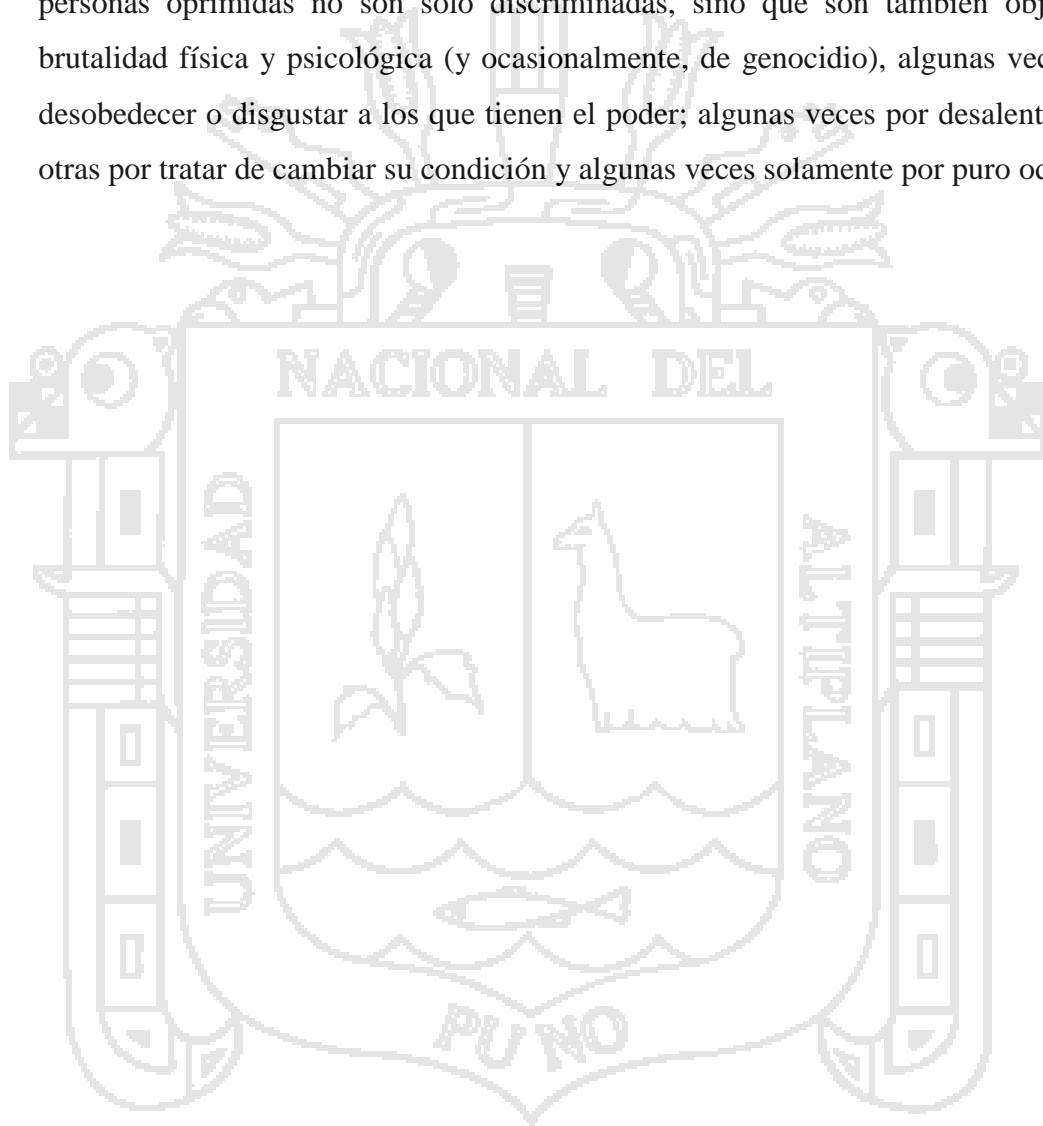 personas oprimidas no son solo discriminadas, sino que son también obj
brutalidad física y psicológica (y ocasionalmente, de genocidio), algunas vec
desobedecer o disgustar a los que tienen el poder; algunas veces por desalent
otras por tratar de cambiar su condición y algunas veces solamente por puro od
NACIONAL DEL
UNIVERSIDAD
ALTIPLANO
PUNO